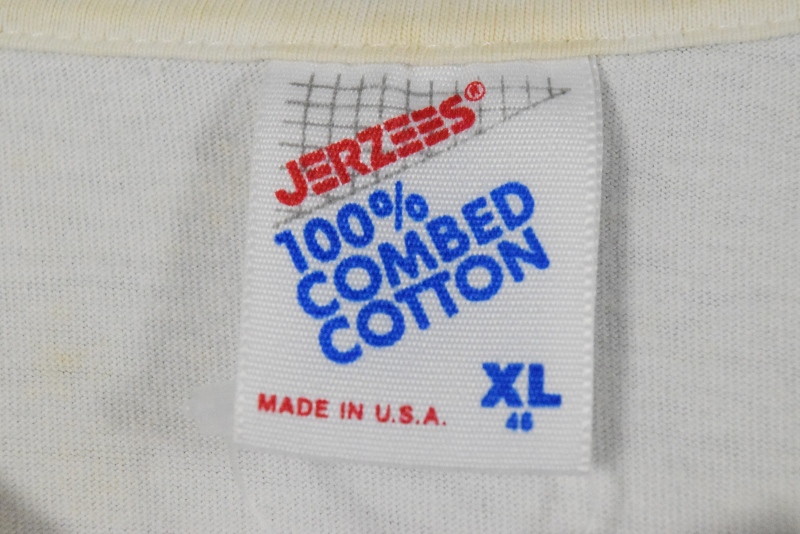 JERZEES®
100%
COMBED
COTTON
XL
46
MADE IN U.S.A.